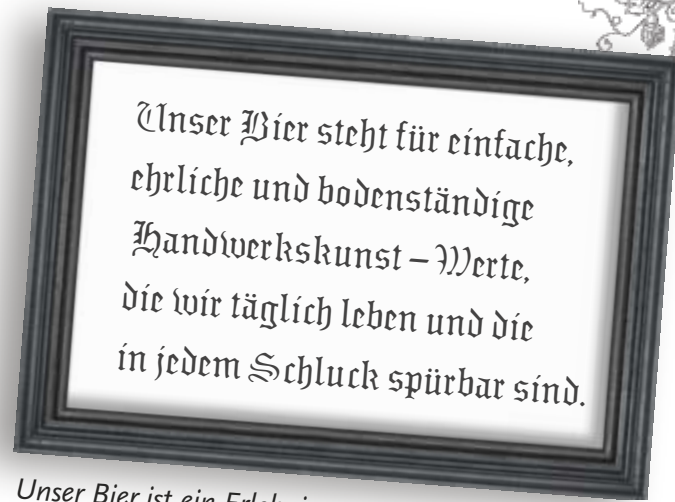 Unser Bier steht für einfache,
ehrliche und bodenständige
Handwerkskunst – Werte,
die wir täglich leben und die
in jedem Schluck spürbar sind.
Unser Bier ist ein